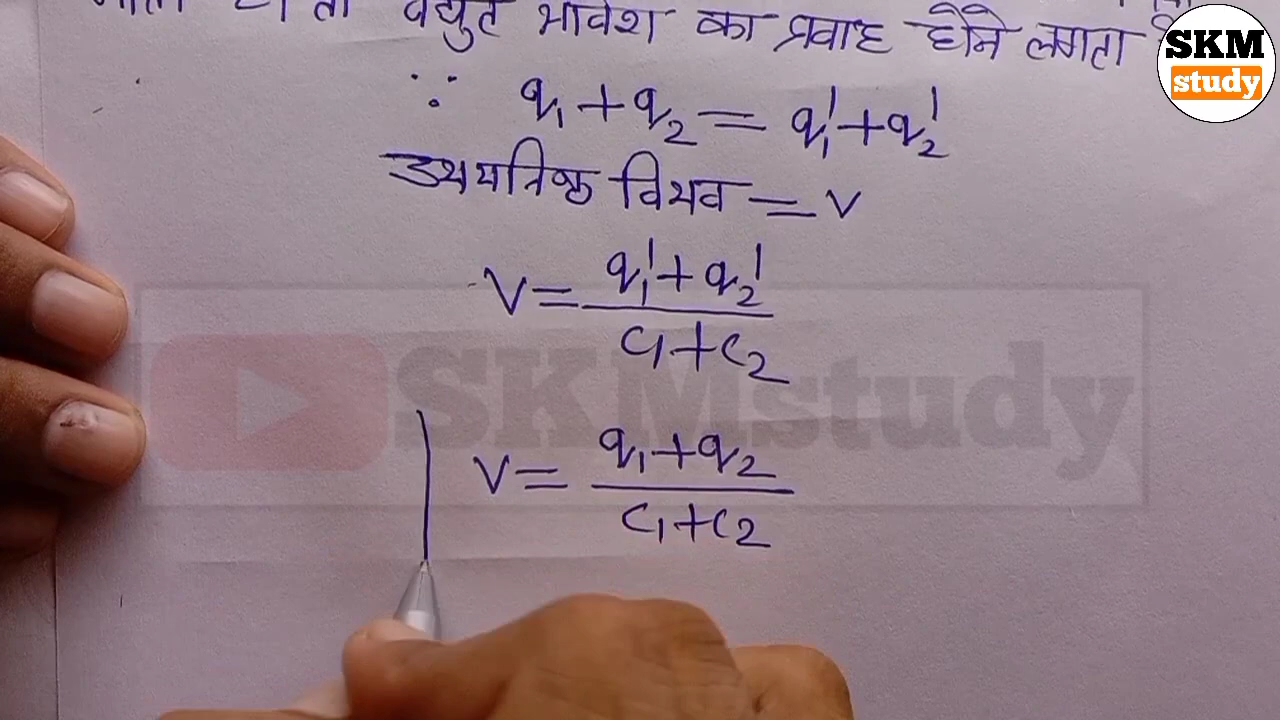 विद्युत आवेश का प्रवाह होने लगता
SKM
study
∵ q₁ + q₂ = q₁' + q₂'
उभयनिष्ठ विभव = V
V = (q₁' + q₂') / (C₁ + C₂)
SKMstudy
V = (q₁ + q₂) / (C₁ + C₂)